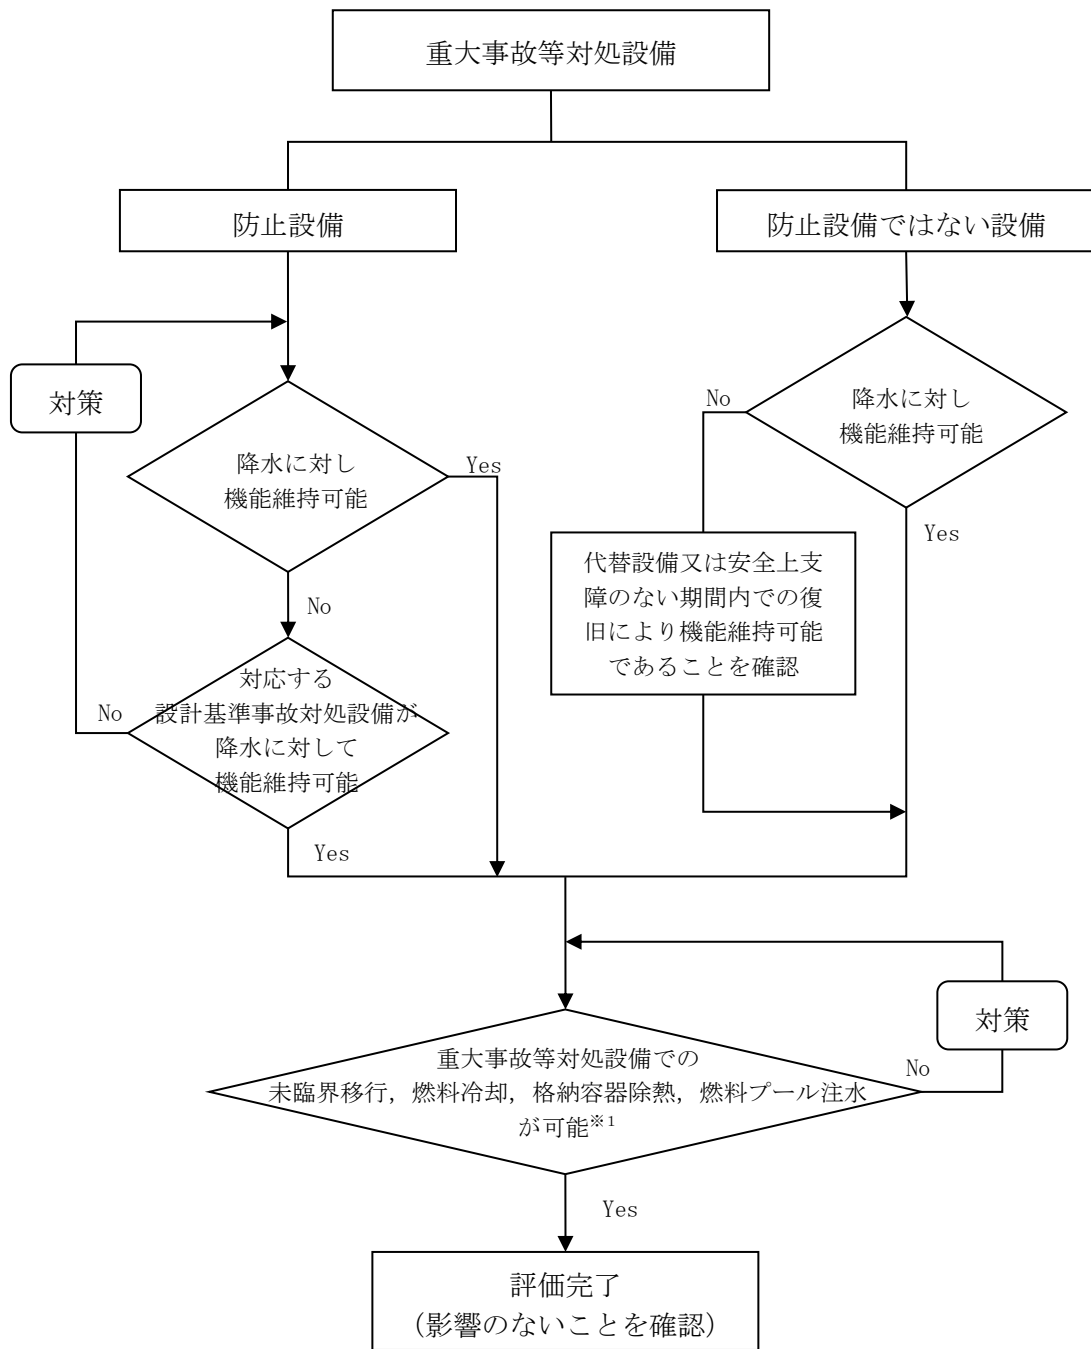 重大事故等対処設備
防止設備
防止設備ではない設備
対策
降水に対し
機能維持可能
Yes
No
降水に対し
機能維持可能
No
Yes
代替設備又は安全上支
障のない期間内での復
旧により機能維持可能
であることを確認
対応する
設計基準事故対処設備が
降水に対して
機能維持可能
No
Yes
対策
重大事故等対処設備での
未臨界移行，燃料冷却，格納容器除熱，燃料プール注水
が可能※1
No
Yes
評価完了
（影響のないことを確認）